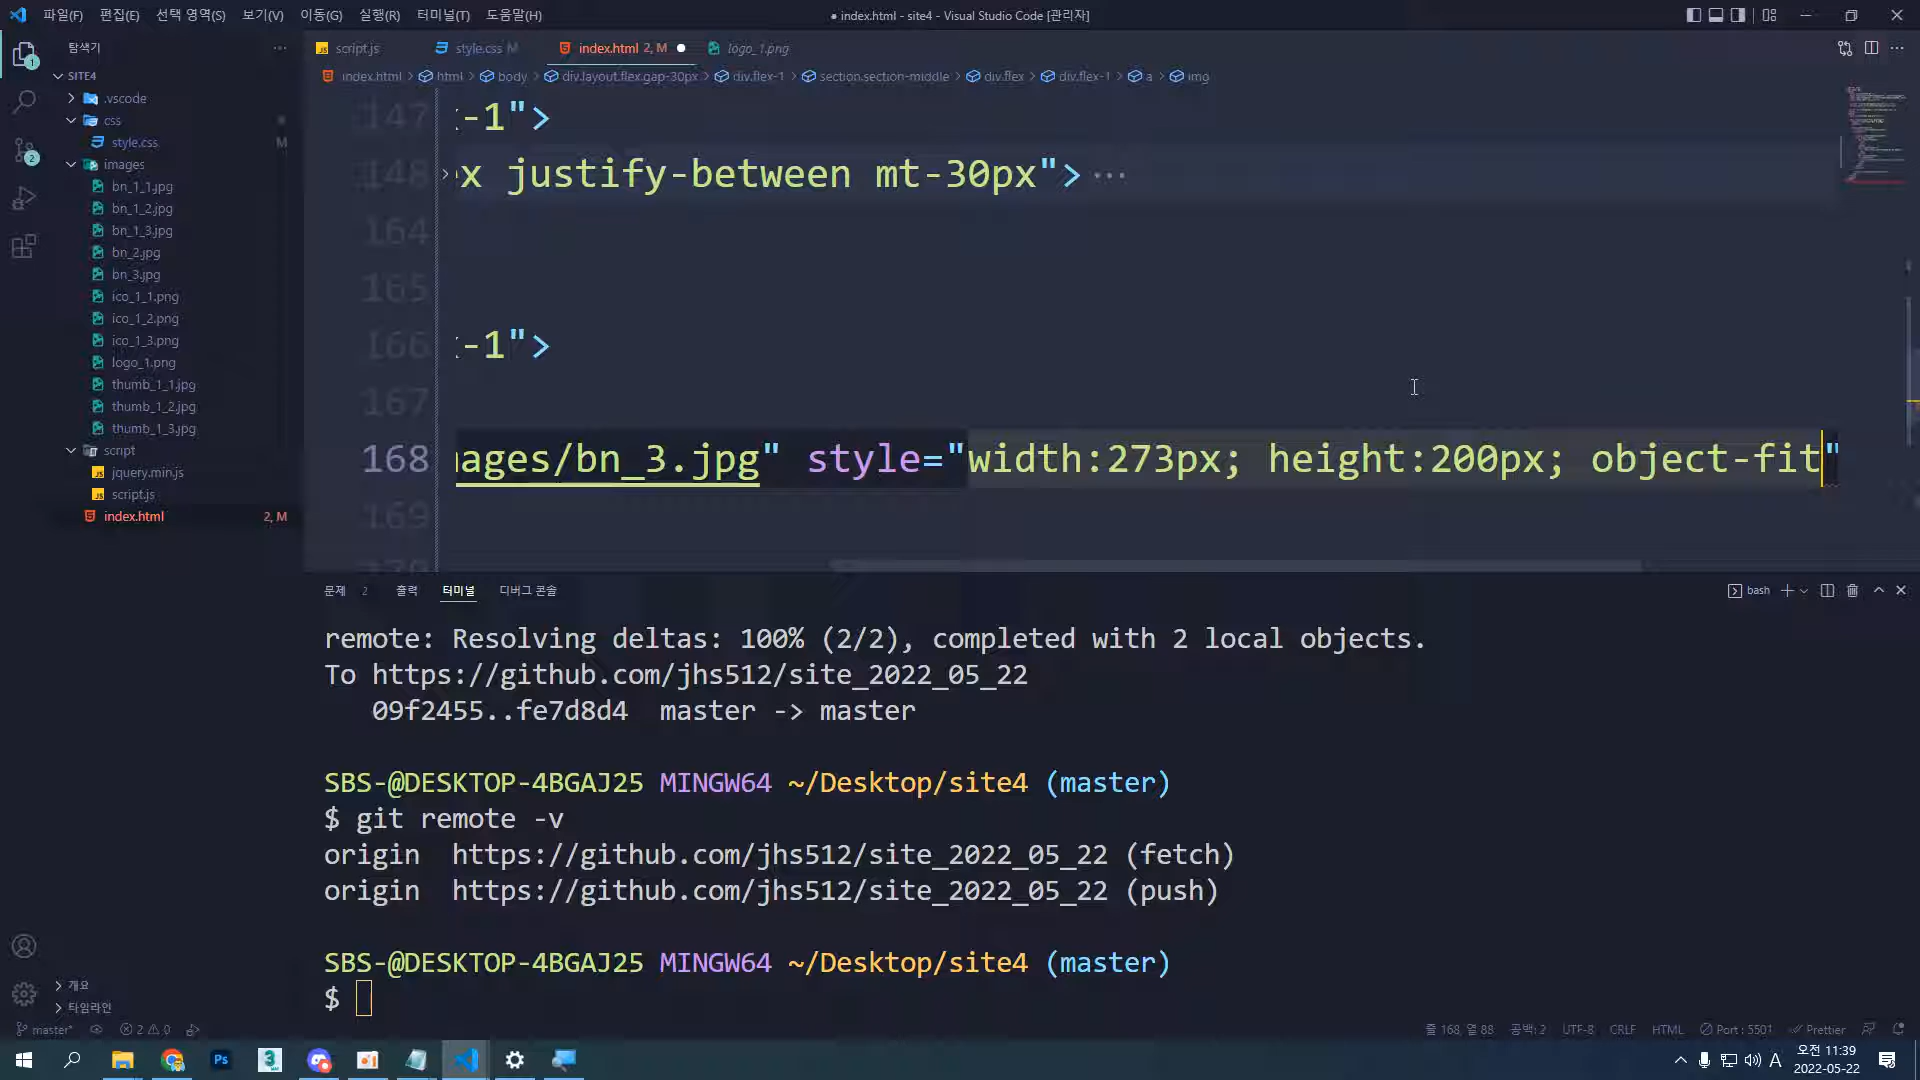 파일(F) 편집(E) 선택 영역(S) 보기(V) 이동(G) 실행(R) 터미널(T) 도움말(H)
● index.html - site4 - Visual Studio Code [관리자]
탐색기
script.js
style.css M
index.html 2, M
logo_1.png
SITE4
index.html > html > body > div.layout.flex.gap-30px > div.flex-1 > section.section-middle > div.flex > div.flex-1 > a > img
.vscode
css
style.css M
images
bn_1_1.jpg
bn_1_2.jpg
bn_1_3.jpg
bn_2.jpg
bn_3.jpg
ico_1_1.png
ico_1_2.png
ico_1_3.png
logo_1.png
thumb_1_1.jpg
thumb_1_2.jpg
thumb_1_3.jpg
script
jquery.min.js
script.js
index.html 2, M
1
2
147 -1">
148 x justify-between mt-30px"> ...
164
165
166 -1">
167
168 ages/bn_3.jpg" style="width:273px; height:200px; object-fit"
169
문제 2 출력 터미널 디버그 콘솔
bash
remote: Resolving deltas: 100% (2/2), completed with 2 local objects.
To https://github.com/jhs512/site_2022_05_22
09f2455..fe7d8d4 master -> master
SBS-@DESKTOP-4BGAJ25 MINGW64 ~/Desktop/site4 (master)
$ git remote -v
origin https://github.com/jhs512/site_2022_05_22 (fetch)
origin https://github.com/jhs512/site_2022_05_22 (push)
SBS-@DESKTOP-4BGAJ25 MINGW64 ~/Desktop/site4 (master)
$
개요
타임라인
master* 2 0
줄 168, 열 88 공백: 2 UTF-8 CRLF HTML Port : 5501 Prettier
Ps
3
A
오전 11:39
2022-05-22